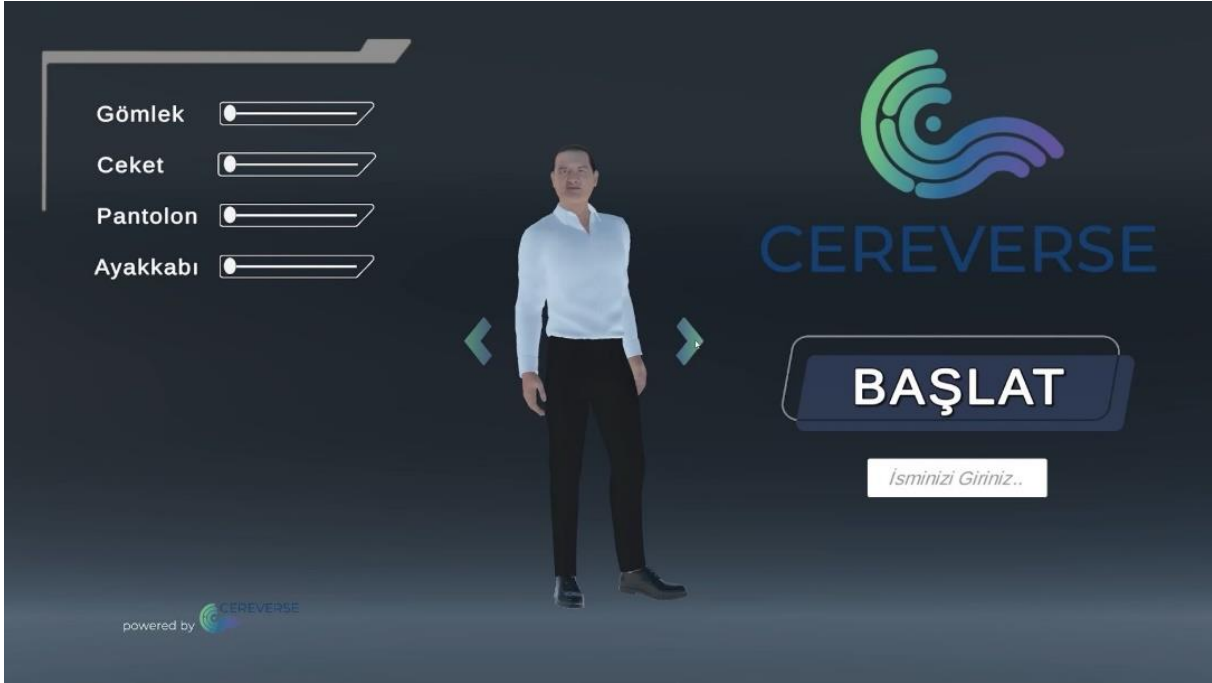 Gömlek
Ceket
Pantolon
Ayakkabı
CEREVERSE
BAŞLAT
İsminizi Giriniz..
powered by CEREVERSE